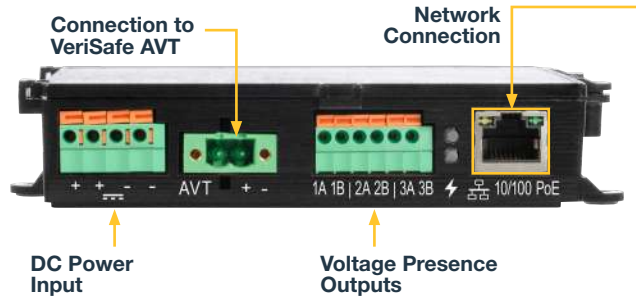 Connection to
VeriSafe AVT
Network
Connection
+ + - -
AVT + -
1A 1B | 2A 2B | 3A 3B
10/100 PoE
DC Power
Input
Voltage Presence
Outputs